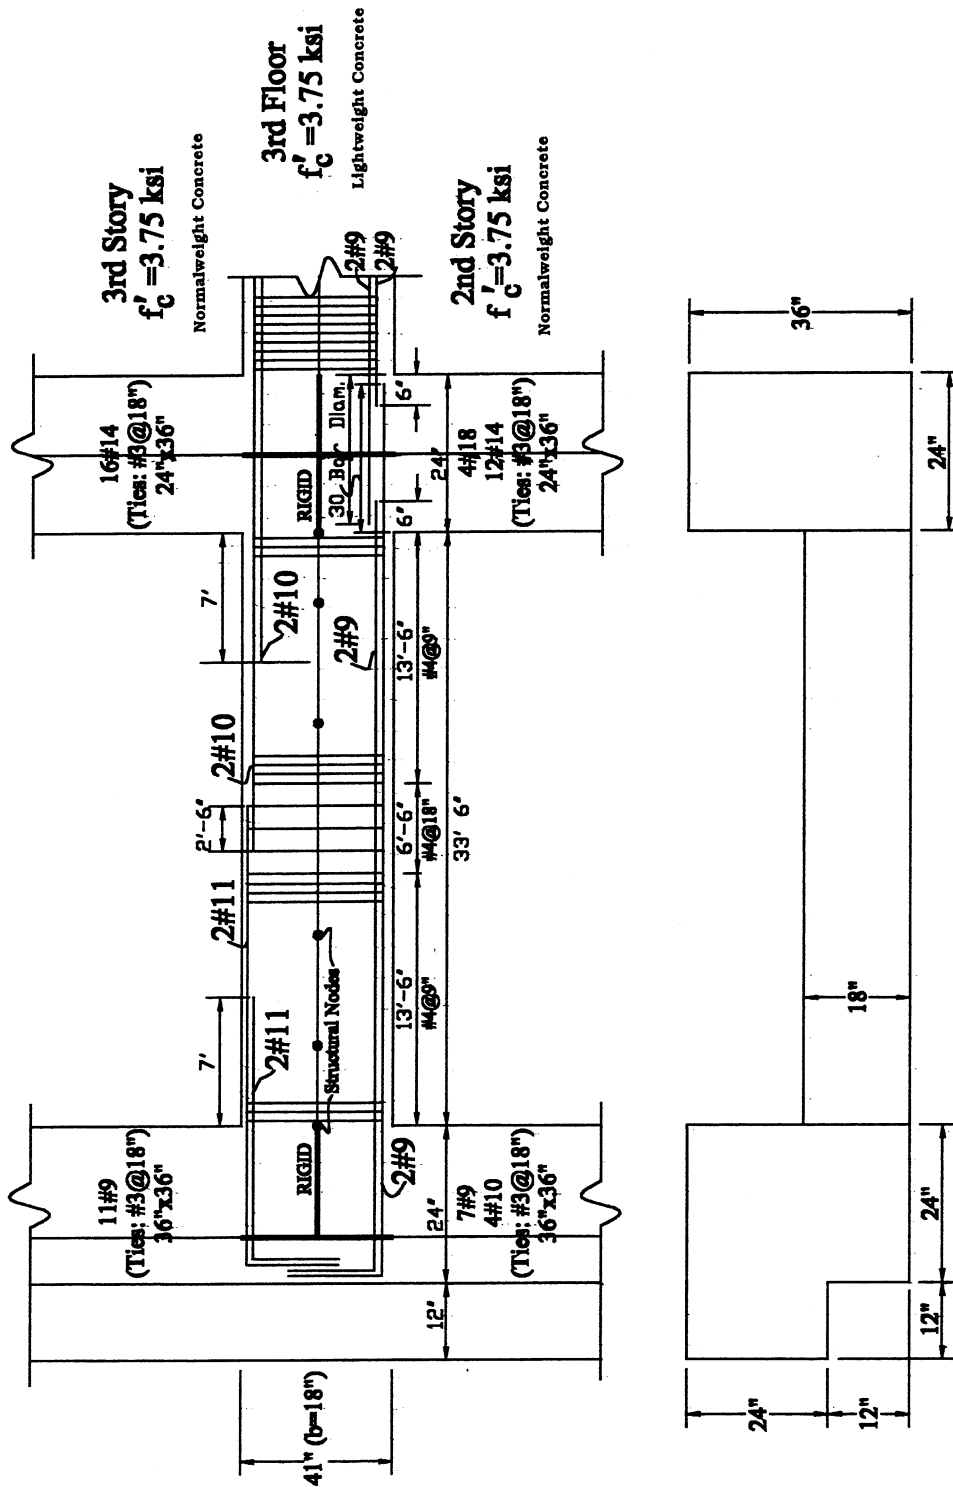 3rd Story
f'c =3.75 ksi
Normalweight Concrete
3rd Floor
f'c =3.75 ksi
Lightweight Concrete
2nd Story
f'c =3.75 ksi
Normalweight Concrete
11#9
(Ties: #3@18")
36"x36"
16#14
(Ties: #3@18")
24"x36"
7'
2#11
2#11
2'-6"
2#10
7'
2#10
41" (b=18")
RIGID
Structural Nodes
RIGID
30 Bar Diam.
2#9
2#9
2#9
2#9
6"
6"
13'-6"
#4@9"
6'-6"
#4@18"
13'-6"
#4@9"
12"
24"
33' 6"
24"
7#9
4#10
(Ties: #3@18")
36"x36"
4#18
12#14
(Ties: #3@18")
24"x36"
24"
12"
18"
36"
12"
24"
24"